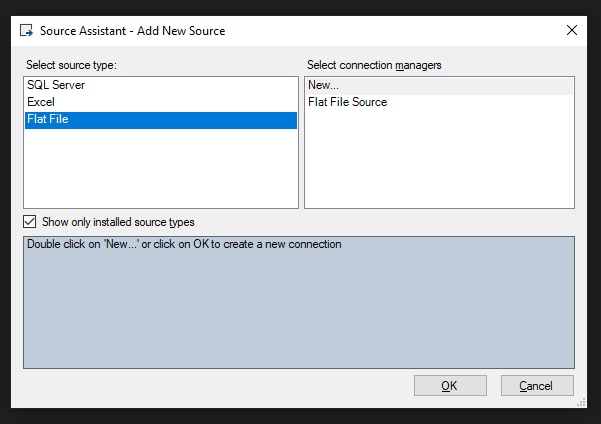 Source Assistant - Add New Source
Select source type:
Select connection managers
SQL Server
New...
Excel
Flat File Source
Flat File
Show only installed source types
Double click on 'New...' or click on OK to create a new connection
OK
Cancel